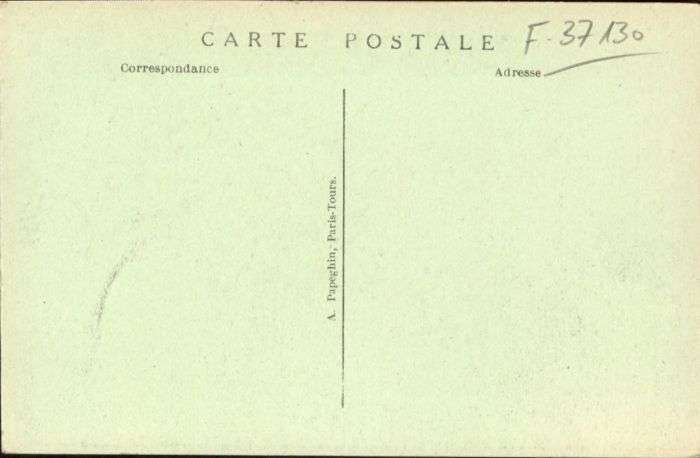 CARTE POSTALE F-37130
Correspondance
Adresse
A. Papeghin, Paris-Tours.